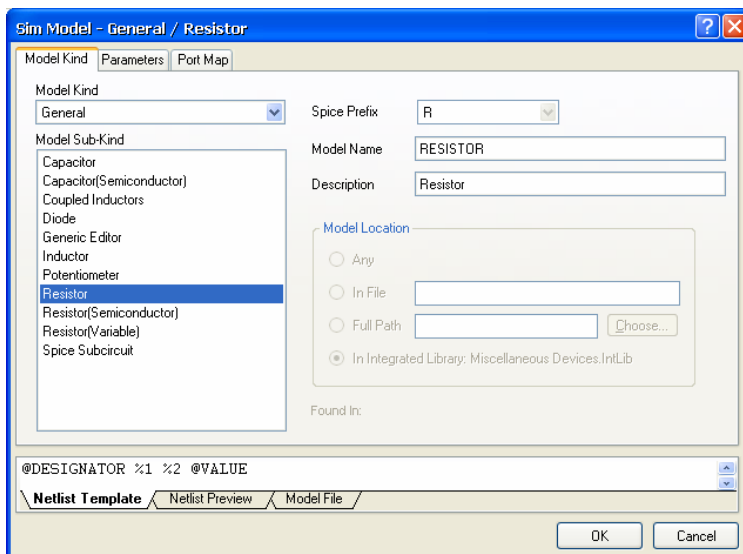 Sim Model - General / Resistor
Model Kind Parameters Port Map
Model Kind
General
Model Sub-Kind
Capacitor
Capacitor(Semiconductor)
Coupled Inductors
Diode
Generic Editor
Inductor
Potentiometer
Resistor
Resistor(Semiconductor)
Resistor(Variable)
Spice Subcircuit
Spice Prefix R
Model Name RESISTOR
Description Resistor
Model Location
Any
In File
Full Path Choose...
In Integrated Library: Miscellaneous Devices.IntLib
Found In:
@DESIGNATOR %1 %2 @VALUE
Netlist Template Netlist Preview Model File
OK Cancel